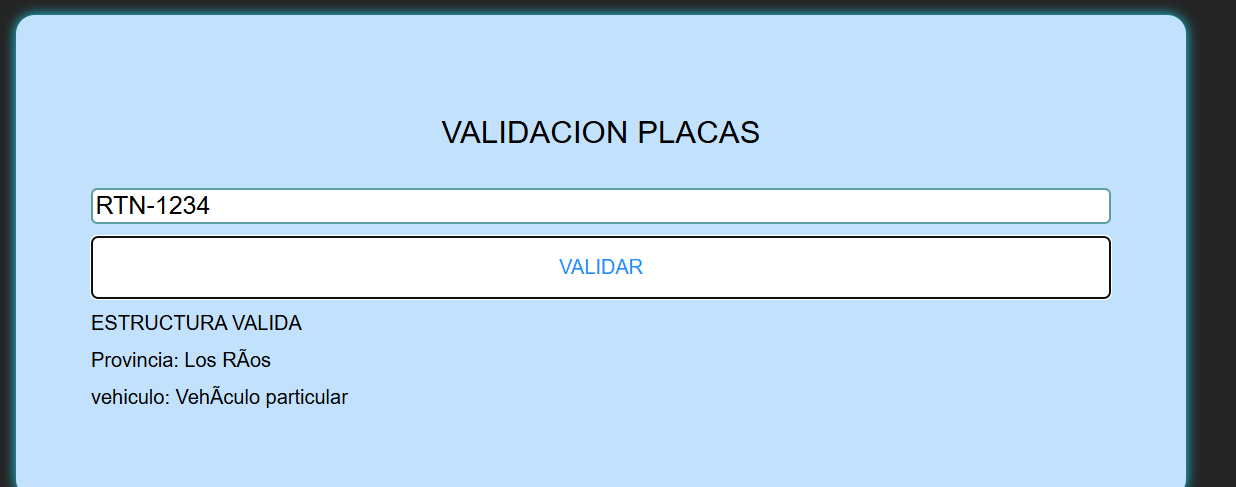 VALIDACION PLACAS
RTN-1234
VALIDAR
ESTRUCTURA VALIDA
Provincia: Los RÃos
vehiculo: VehÃculo particular